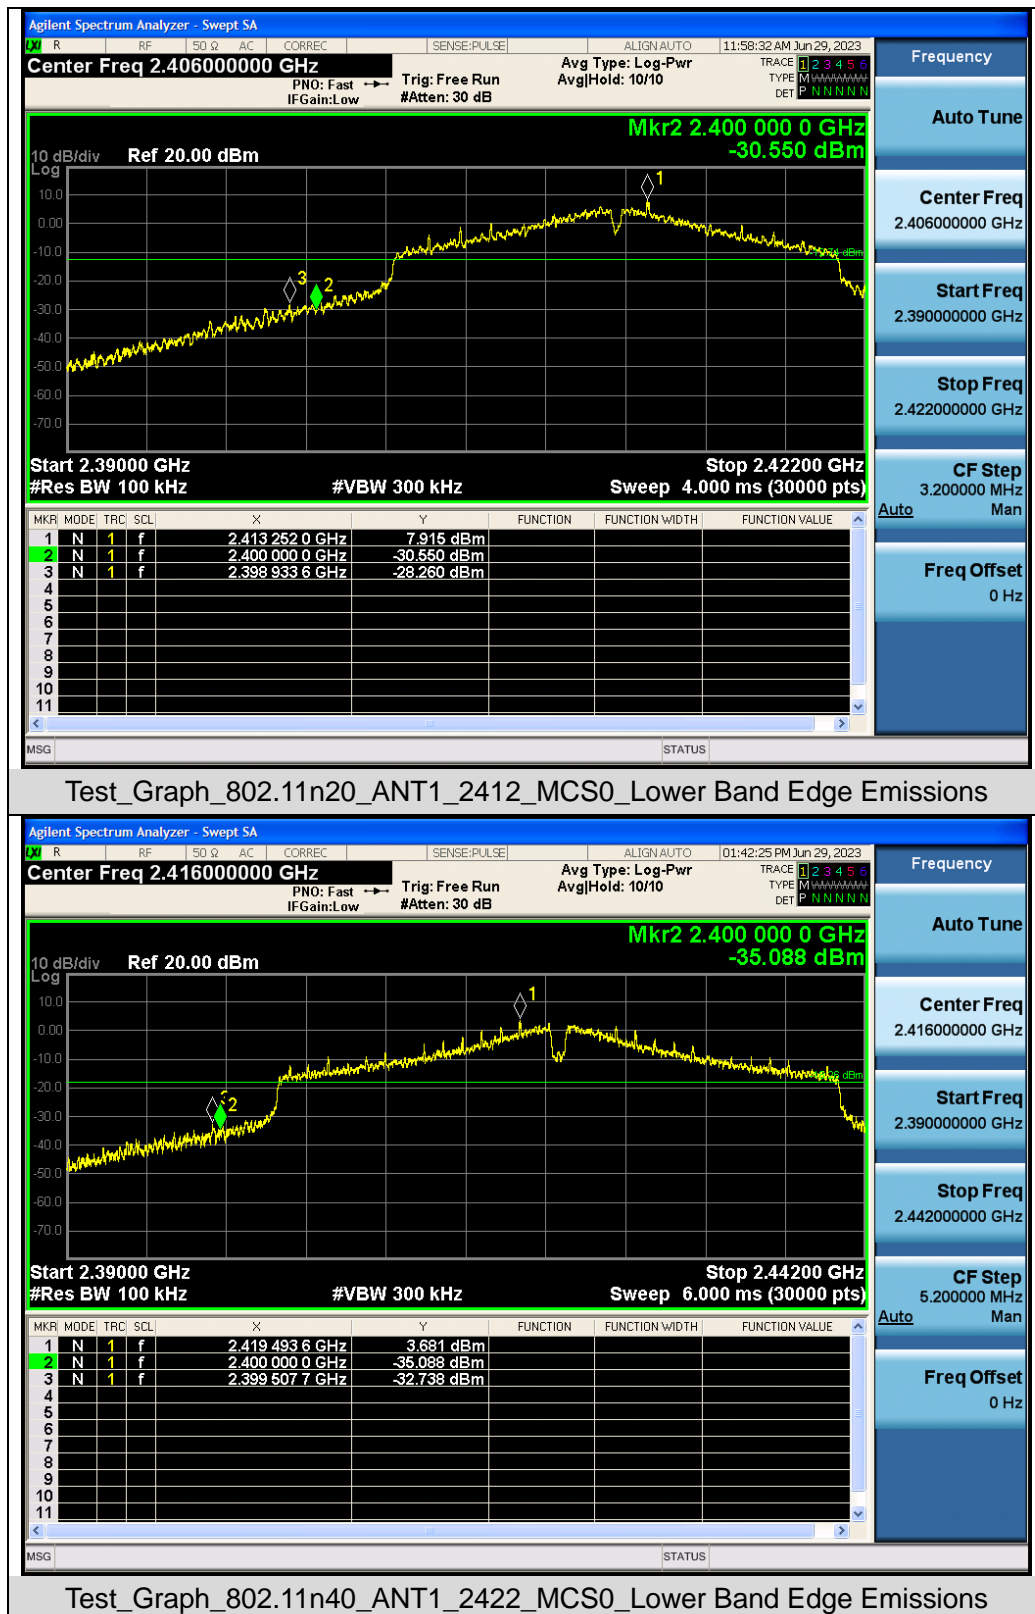 Agilent Spectrum Analyzer - Swept SA
LXI R RF 50 Ω AC CORREC SENSE:PULSE ALIGN AUTO 11:58:32 AM Jun 29, 2023
Center Freq 2.406000000 GHz
PNO: Fast
IFGain:Low
Trig: Free Run
#Atten: 30 dB
Avg Type: Log-Pwr
Avg|Hold: 10/10
TRACE 1 2 3 4 5 6
TYPE M
DET P N N N N N
Mkr2 2.400 000 0 GHz
-30.550 dBm
10 dB/div Ref 20.00 dBm
Log
10.0
0.00
-10.0
-20.0
-30.0
-40.0
-50.0
-60.0
-70.0
1
3
2
Start 2.39000 GHz Stop 2.42200 GHz
#Res BW 100 kHz #VBW 300 kHz Sweep 4.000 ms (30000 pts)
MKR MODE TRC SCL X Y FUNCTION FUNCTION WIDTH FUNCTION VALUE
1 N 1 f 2.413 252 0 GHz 7.915 dBm
2 N 1 f 2.400 000 0 GHz -30.550 dBm
3 N 1 f 2.398 933 6 GHz -28.260 dBm
4
5
6
7
8
9
10
11
MSG STATUS
Frequency
Auto Tune
Center Freq
2.406000000 GHz
Start Freq
2.390000000 GHz
Stop Freq
2.422000000 GHz
CF Step
3.200000 MHz
Auto Man
Freq Offset
0 Hz
Test_Graph_802.11n20_ANT1_2412_MCS0_Lower Band Edge Emissions
Agilent Spectrum Analyzer - Swept SA
LXI R RF 50 Ω AC CORREC SENSE:PULSE ALIGN AUTO 01:42:25 PM Jun 29, 2023
Center Freq 2.416000000 GHz
PNO: Fast
IFGain:Low
Trig: Free Run
#Atten: 30 dB
Avg Type: Log-Pwr
Avg|Hold: 10/10
TRACE 1 2 3 4 5 6
TYPE M
DET P N N N N N
Mkr2 2.400 000 0 GHz
-35.088 dBm
10 dB/div Ref 20.00 dBm
Log
10.0
0.00
-10.0
-20.0
-30.0
-40.0
-50.0
-60.0
-70.0
1
2
Start 2.39000 GHz Stop 2.44200 GHz
#Res BW 100 kHz #VBW 300 kHz Sweep 6.000 ms (30000 pts)
MKR MODE TRC SCL X Y FUNCTION FUNCTION WIDTH FUNCTION VALUE
1 N 1 f 2.419 493 6 GHz 3.681 dBm
2 N 1 f 2.400 000 0 GHz -35.088 dBm
3 N 1 f 2.399 507 7 GHz -32.738 dBm
4
5
6
7
8
9
10
11
MSG STATUS
Frequency
Auto Tune
Center Freq
2.416000000 GHz
Start Freq
2.390000000 GHz
Stop Freq
2.442000000 GHz
CF Step
5.200000 MHz
Auto Man
Freq Offset
0 Hz
Test_Graph_802.11n40_ANT1_2422_MCS0_Lower Band Edge Emissions